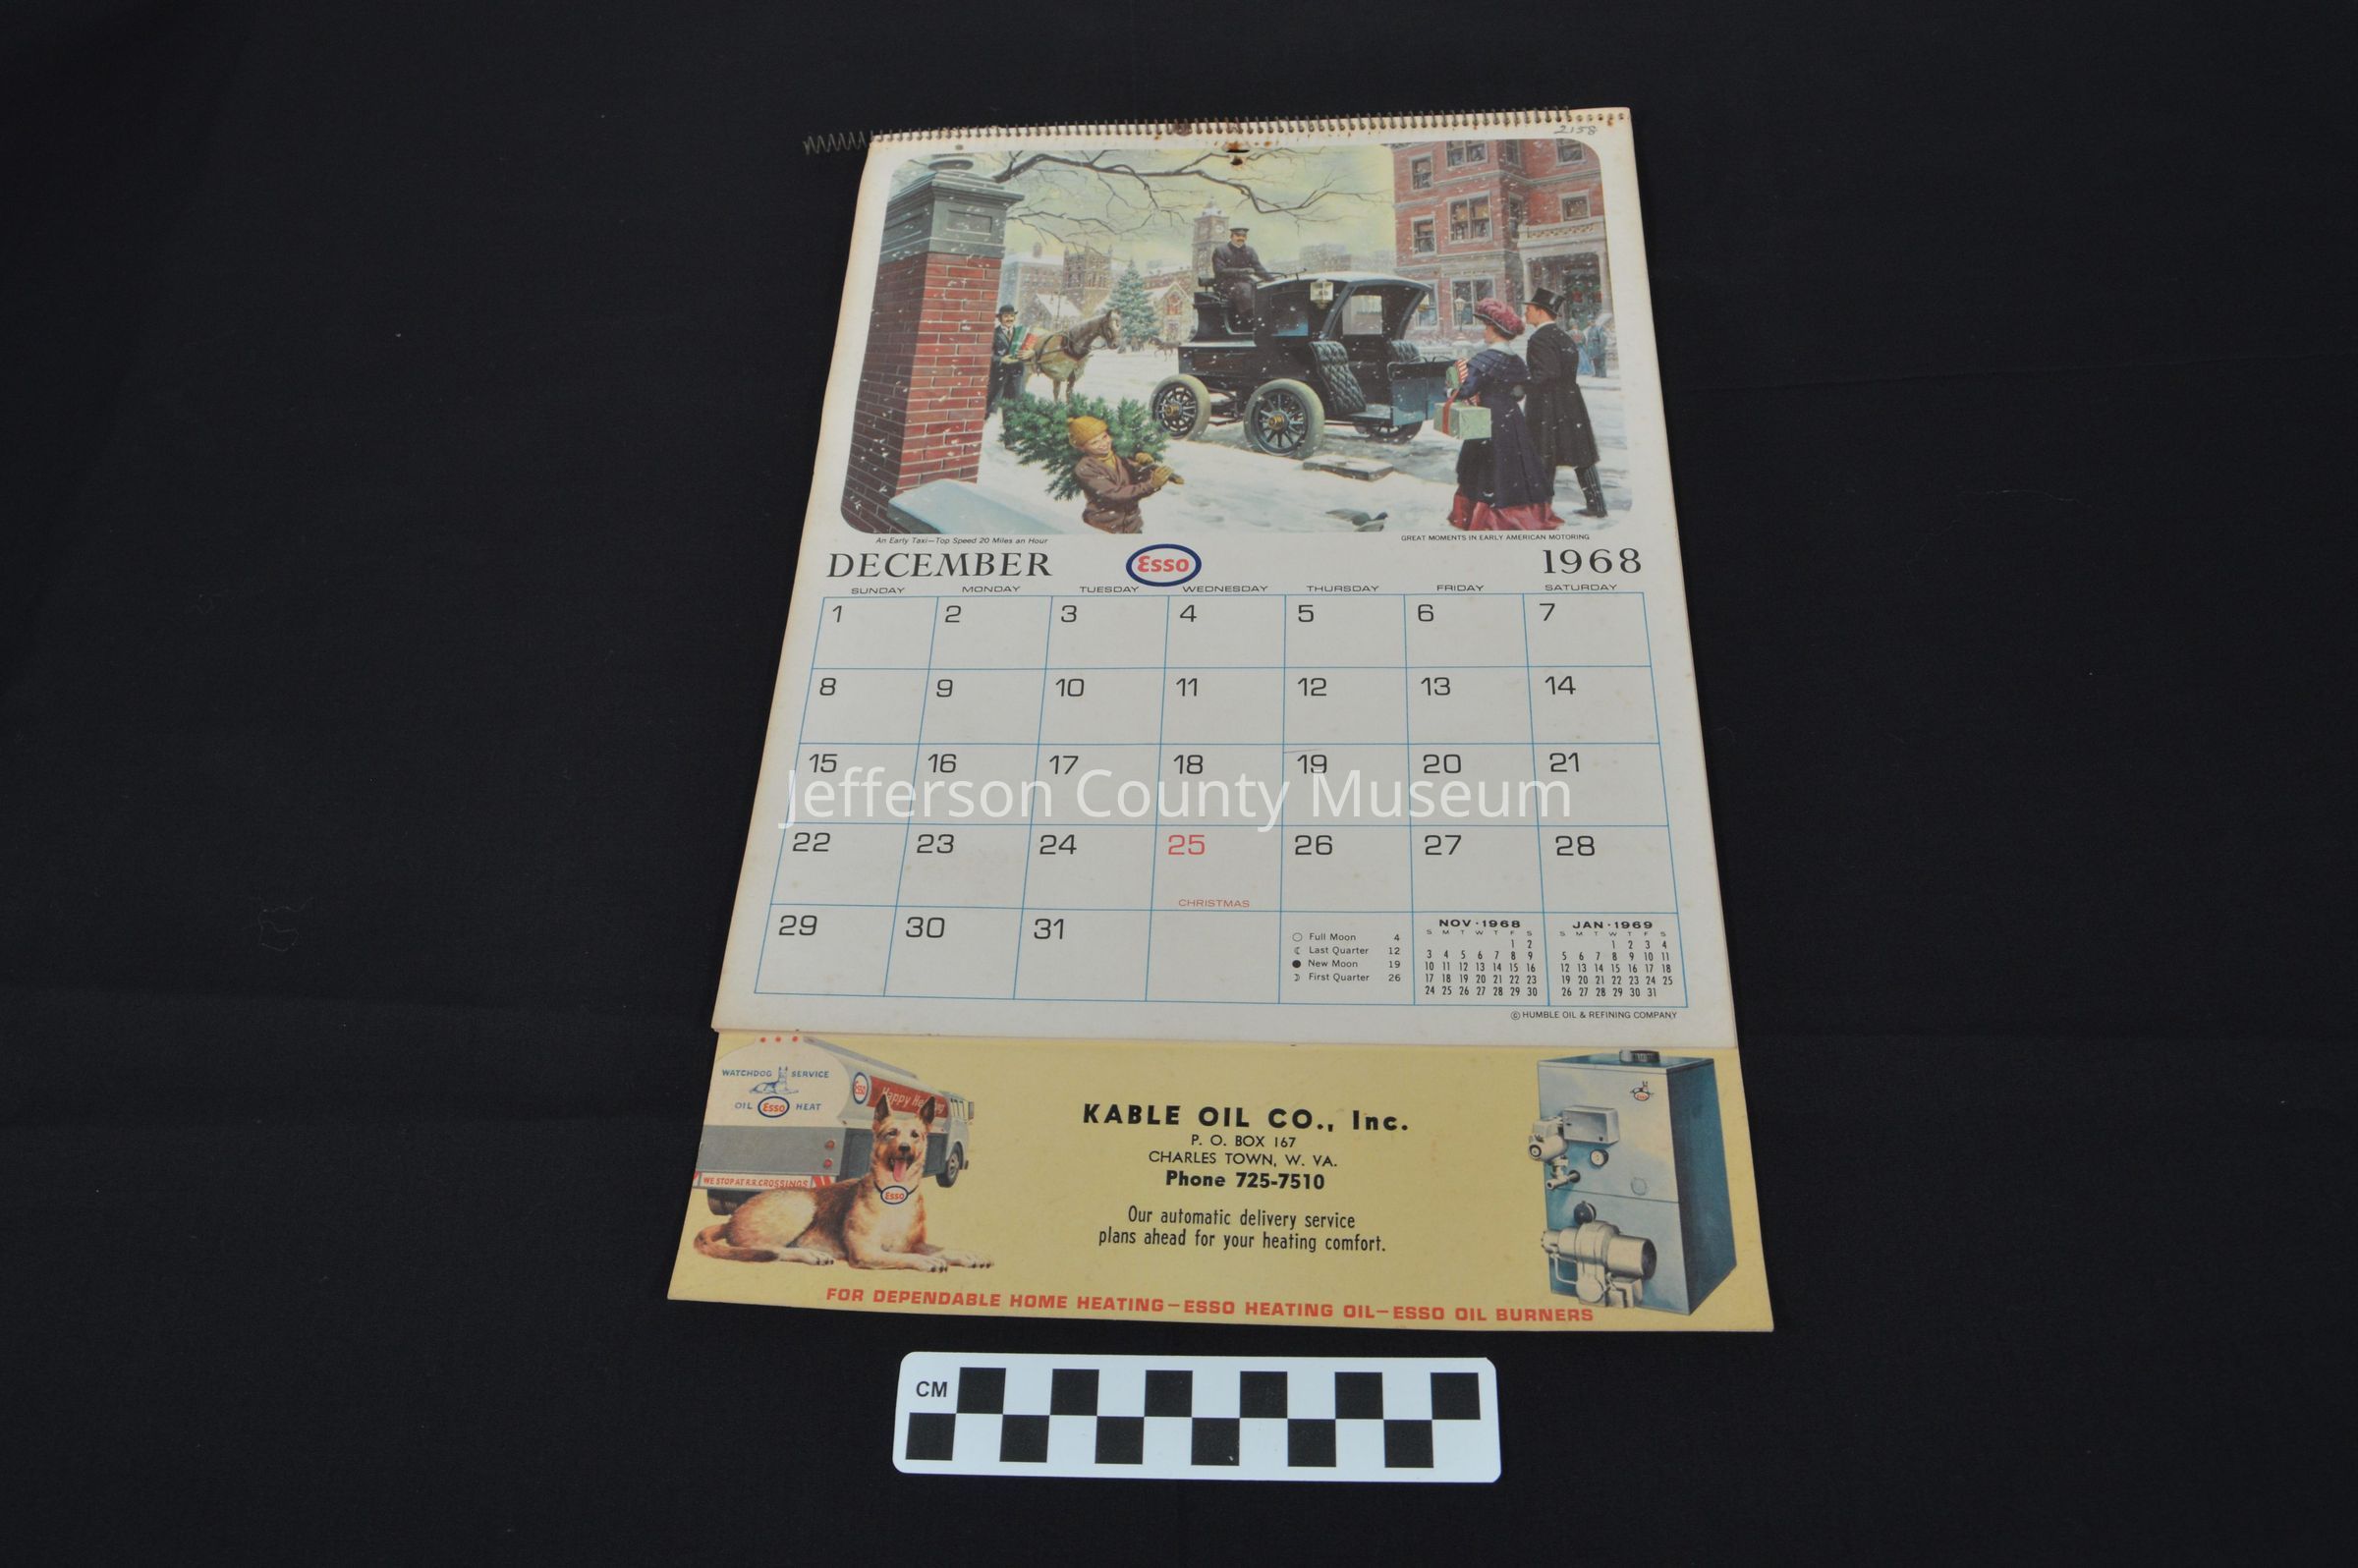 2158
An Early Taxi—Top Speed 20 Miles an Hour
GREAT MOMENTS IN EARLY AMERICAN MOTORING
DECEMBER Esso 1968
SUNDAY MONDAY TUESDAY WEDNESDAY THURSDAY FRIDAY SATURDAY
1 2 3 4 5 6 7
8 9 10 11 12 13 14
15 16 17 18 19 20 21
Jefferson County Museum
22 23 24 25 26 27 28
CHRISTMAS
29 30 31
Full Moon 4
Last Quarter 12
New Moon 19
First Quarter 26
NOV · 1968
S M T W T F S
1 2
3 4 5 6 7 8 9
10 11 12 13 14 15 16
17 18 19 20 21 22 23
24 25 26 27 28 29 30
JAN · 1969
S M T W T F S
1 2 3 4
5 6 7 8 9 10 11
12 13 14 15 16 17 18
19 20 21 22 23 24 25
26 27 28 29 30 31
© HUMBLE OIL & REFINING COMPANY
WATCHDOG SERVICE
OIL Esso HEAT
Esso Happy
WE STOP AT R.R. CROSSINGS
Esso
KABLE OIL CO., Inc.
P. O. BOX 167
CHARLES TOWN, W. VA.
Phone 725-7510
Our automatic delivery service
plans ahead for your heating comfort.
FOR DEPENDABLE HOME HEATING—ESSO HEATING OIL—ESSO OIL BURNERS
CM